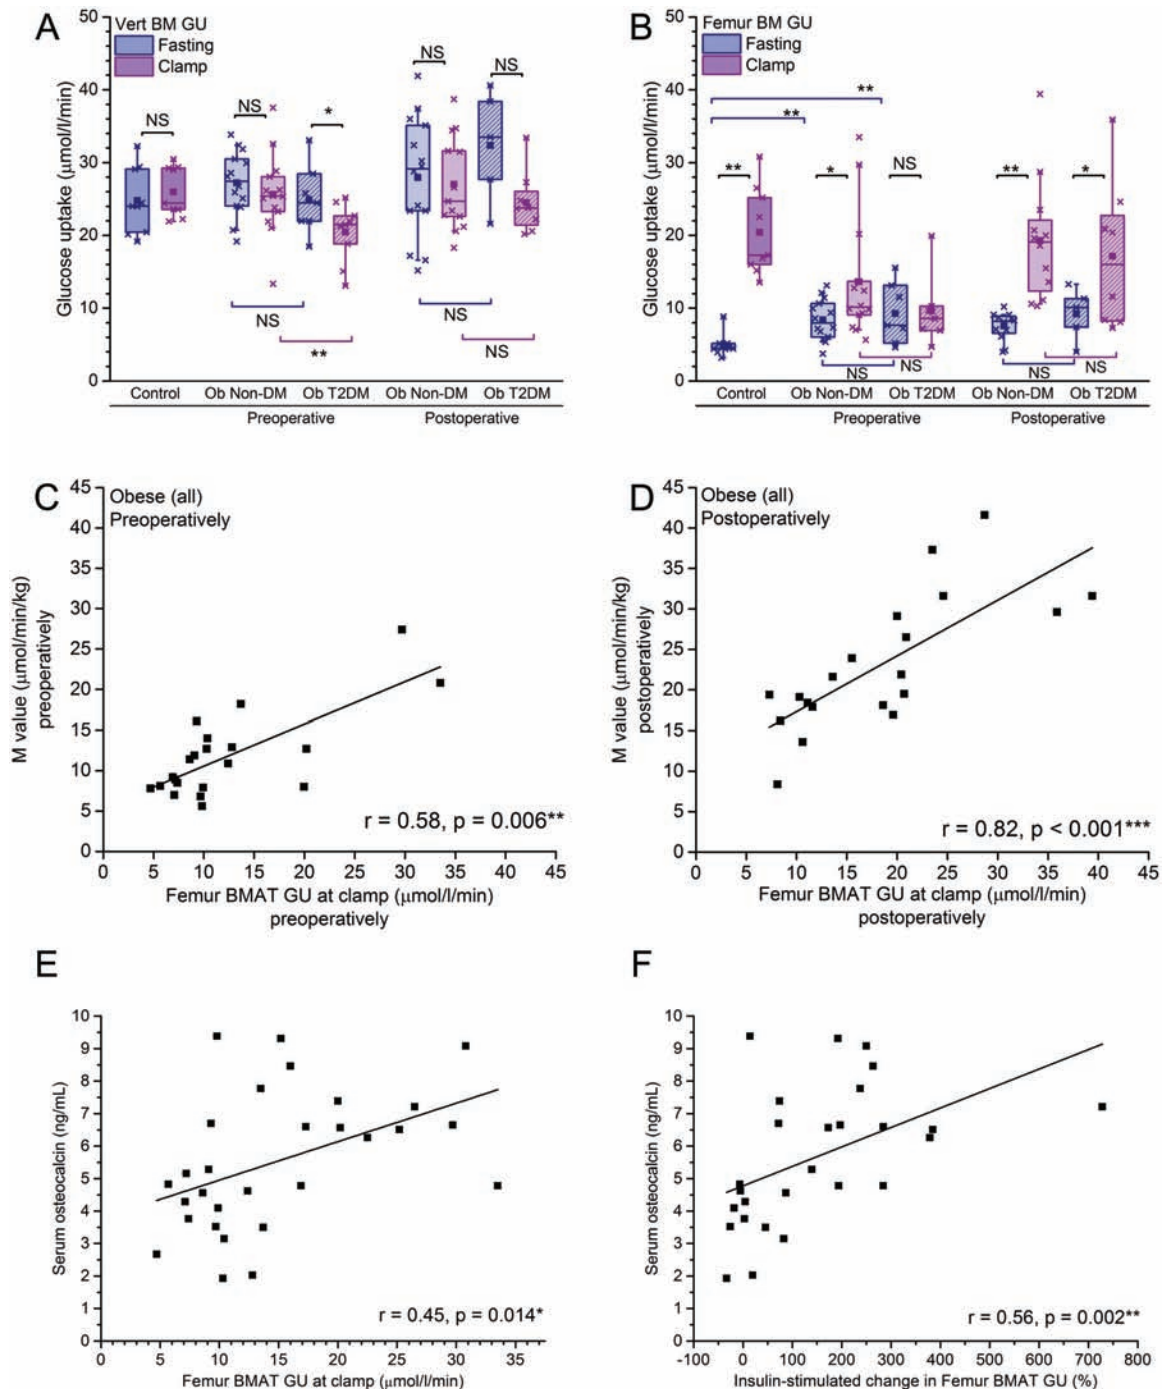 A
Vert BM GU
Fasting
Clamp
Glucose uptake (μmol/l/min)
50
40
30
20
10
0
NS
NS
*
NS
NS
NS
**
NS
NS
Control
Ob Non-DM
Ob T2DM
Ob Non-DM
Ob T2DM
Preoperative
Postoperative
B
Femur BM GU
Fasting
Clamp
Glucose uptake (μmol/l/min)
50
40
30
20
10
0
**
**
**
*
NS
**
*
NS
NS
NS
NS
Control
Ob Non-DM
Ob T2DM
Ob Non-DM
Ob T2DM
Preoperative
Postoperative
C
Obese (all)
Preoperatively
M value (μmol/min/kg)
preoperatively
45
40
35
30
25
20
15
10
5
0
r = 0.58, p = 0.006**
5 10 15 20 25 30 35 40 45
Femur BMAT GU at clamp (μmol/l/min)
preoperatively
D
Obese (all)
Postoperatively
M value (μmol/min/kg)
postoperatively
45
40
35
30
25
20
15
10
5
0
r = 0.82, p < 0.001***
0 5 10 15 20 25 30 35 40 45
Femur BMAT GU at clamp (μmol/l/min)
postoperatively
E
Serum osteocalcin (ng/mL)
10
9
8
7
6
5
4
3
2
1
0
r = 0.45, p = 0.014*
0 5 10 15 20 25 30 35
Femur BMAT GU at clamp (μmol/l/min)
F
Serum osteocalcin (ng/mL)
10
9
8
7
6
5
4
3
2
1
0
r = 0.56, p = 0.002**
-100 0 100 200 300 400 500 600 700 800
Insulin-stimulated change in Femur BMAT GU (%)